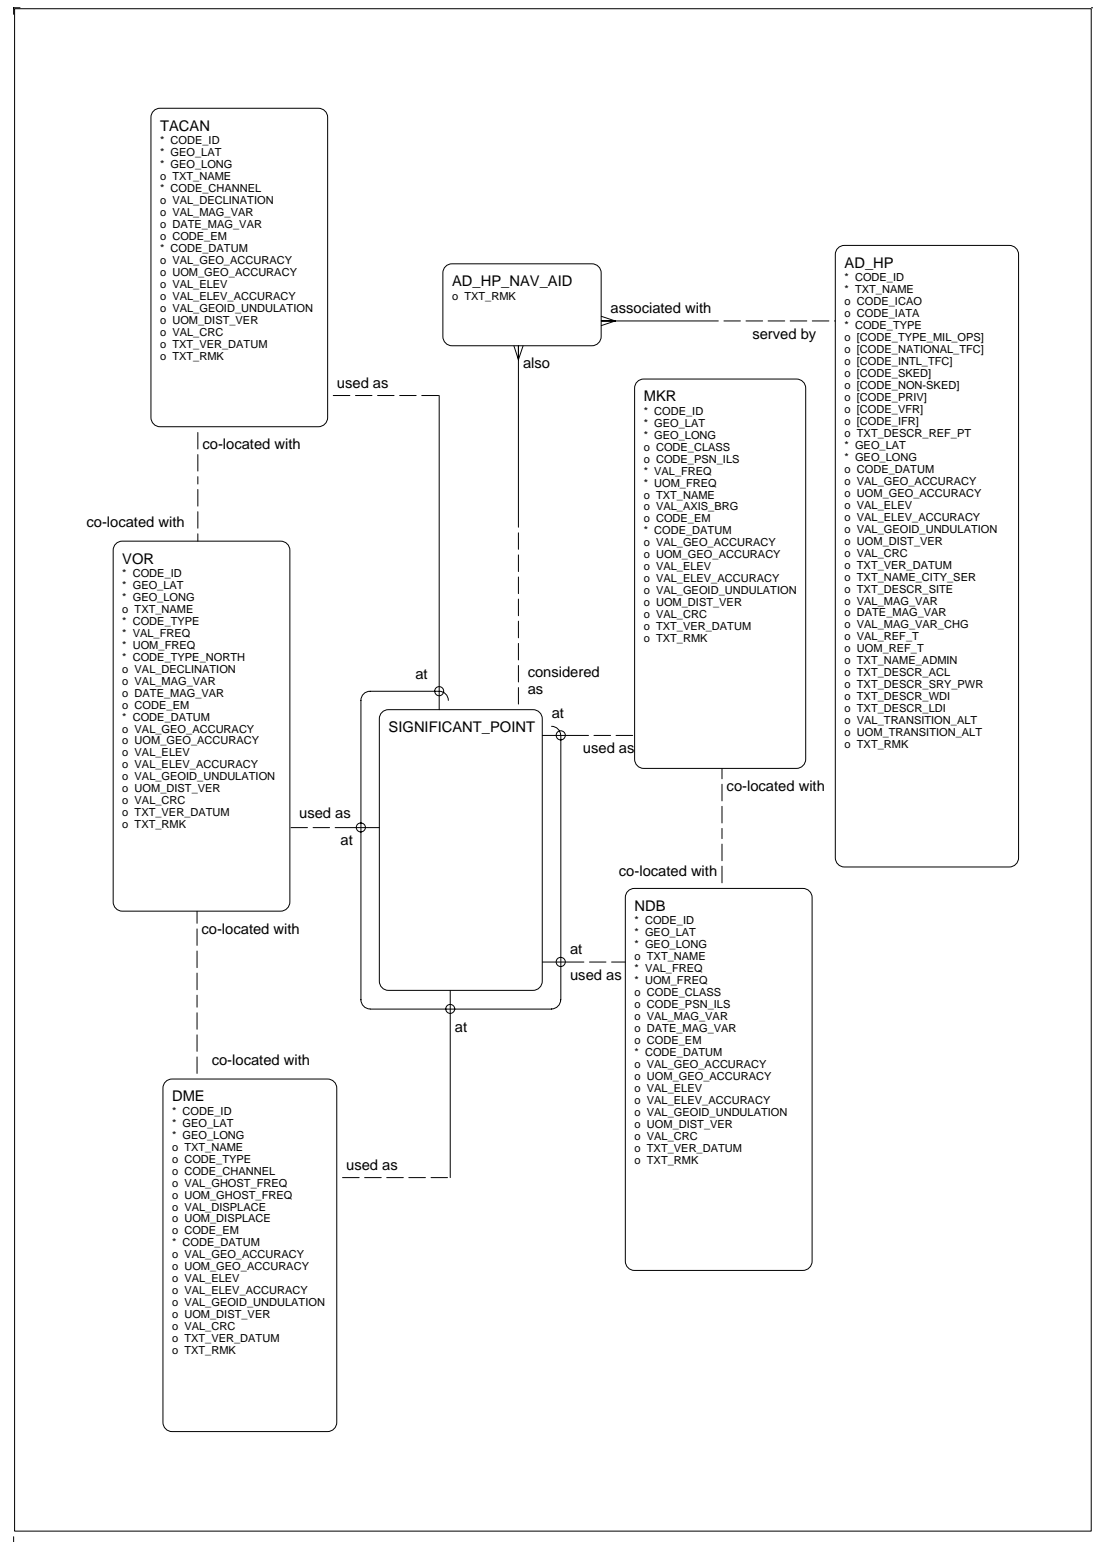 TACAN
* CODE_ID
* GEO_LAT
* GEO_LONG
o TXT_NAME
* CODE_CHANNEL
o VAL_DECLINATION
o VAL_MAG_VAR
o DATE_MAG_VAR
o CODE_EM
* CODE_DATUM
o VAL_GEO_ACCURACY
o UOM_GEO_ACCURACY
o VAL_ELEV
o VAL_ELEV_ACCURACY
o VAL_GEOID_UNDULATION
o UOM_DIST_VER
o VAL_CRC
o TXT_VER_DATUM
o TXT_RMK
AD_HP_NAV_AID
o TXT_RMK
associated with
served by
also
AD_HP
* CODE_ID
* TXT_NAME
o CODE_ICAO
o CODE_IATA
* CODE_TYPE
o [CODE_TYPE_MIL_OPS]
o [CODE_NATIONAL_TFC]
o [CODE_INTL_TFC]
o [CODE_SKED]
o [CODE_NON-SKED]
o [CODE_PRIV]
o [CODE_VFR]
o [CODE_IFR]
o TXT_DESCR_REF_PT
* GEO_LAT
* GEO_LONG
o CODE_DATUM
o VAL_GEO_ACCURACY
o UOM_GEO_ACCURACY
o VAL_ELEV
o VAL_ELEV_ACCURACY
o VAL_GEOID_UNDULATION
o UOM_DIST_VER
o VAL_CRC
o TXT_VER_DATUM
o TXT_NAME_CITY_SER
o TXT_DESCR_SITE
o VAL_MAG_VAR
o DATE_MAG_VAR
o VAL_MAG_VAR_CHG
o VAL_REF_T
o UOM_REF_T
o TXT_NAME_ADMIN
o TXT_DESCR_ACL
o TXT_DESCR_SRY_PWR
o TXT_DESCR_WDI
o TXT_DESCR_LDI
o VAL_TRANSITION_ALT
o UOM_TRANSITION_ALT
o TXT_RMK
used as
co-located with
co-located with
MKR
* CODE_ID
* GEO_LAT
* GEO_LONG
o CODE_CLASS
o CODE_PSN_ILS
* VAL_FREQ
* UOM_FREQ
o TXT_NAME
o VAL_AXIS_BRG
o CODE_EM
* CODE_DATUM
o VAL_GEO_ACCURACY
o UOM_GEO_ACCURACY
o VAL_ELEV
o VAL_ELEV_ACCURACY
o VAL_GEOID_UNDULATION
o UOM_DIST_VER
o VAL_CRC
o TXT_VER_DATUM
o TXT_RMK
VOR
* CODE_ID
* GEO_LAT
* GEO_LONG
o TXT_NAME
* CODE_TYPE
* VAL_FREQ
* UOM_FREQ
* CODE_TYPE_NORTH
o VAL_DECLINATION
o VAL_MAG_VAR
o DATE_MAG_VAR
o CODE_EM
* CODE_DATUM
o VAL_GEO_ACCURACY
o UOM_GEO_ACCURACY
o VAL_ELEV
o VAL_ELEV_ACCURACY
o VAL_GEOID_UNDULATION
o UOM_DIST_VER
o VAL_CRC
o TXT_VER_DATUM
o TXT_RMK
at
considered
as
at
SIGNIFICANT_POINT
used as
used as
at
co-located with
co-located with
co-located with
at
used as
at
NDB
* CODE_ID
* GEO_LAT
* GEO_LONG
o TXT_NAME
* VAL_FREQ
* UOM_FREQ
o CODE_CLASS
o CODE_PSN_ILS
o VAL_MAG_VAR
o DATE_MAG_VAR
o CODE_EM
* CODE_DATUM
o VAL_GEO_ACCURACY
o UOM_GEO_ACCURACY
o VAL_ELEV
o VAL_ELEV_ACCURACY
o VAL_GEOID_UNDULATION
o UOM_DIST_VER
o VAL_CRC
o TXT_VER_DATUM
o TXT_RMK
co-located with
DME
* CODE_ID
* GEO_LAT
* GEO_LONG
o TXT_NAME
o CODE_TYPE
o CODE_CHANNEL
o VAL_GHOST_FREQ
o UOM_GHOST_FREQ
o VAL_DISPLACE
o UOM_DISPLACE
o CODE_EM
* CODE_DATUM
o VAL_GEO_ACCURACY
o UOM_GEO_ACCURACY
o VAL_ELEV
o VAL_ELEV_ACCURACY
o VAL_GEOID_UNDULATION
o UOM_DIST_VER
o VAL_CRC
o TXT_VER_DATUM
o TXT_RMK
used as